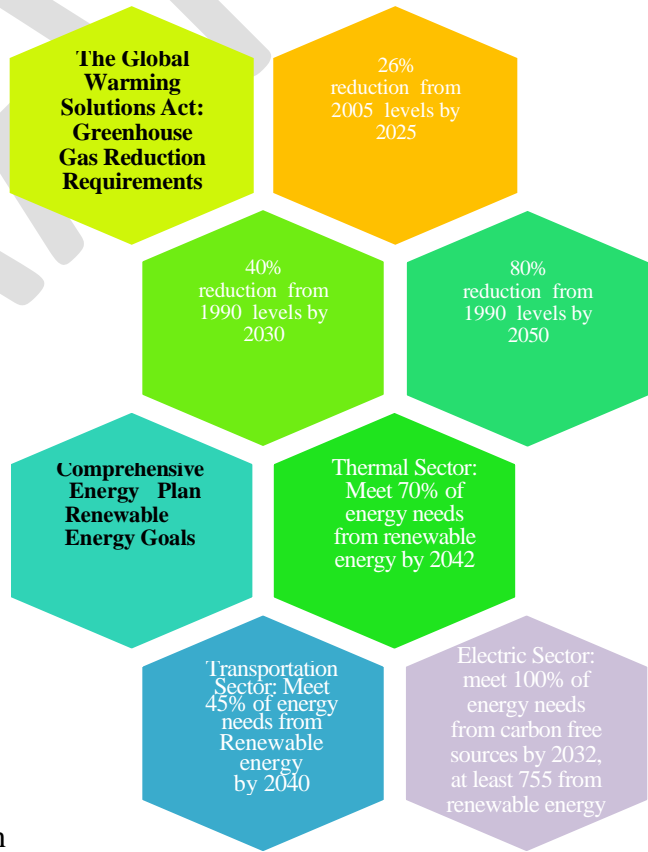 The Global
Warming
Solutions Act:
Greenhouse
Gas Reduction
Requirements
26%
reduction from
2005 levels by
2025
40%
reduction from
1990 levels by
2030
80%
reduction from
1990 levels by
2050
Comprehensive
Energy Plan
Renewable
Energy Goals
Thermal Sector:
Meet 70% of
energy needs
from renewable
energy by 2042
Transportation
Sector: Meet
45% of energy
needs from
Renewable
energy
by 2040
Electric Sector:
meet 100% of
energy needs
from carbon free
sources by 2032,
at least 755 from
renewable energy